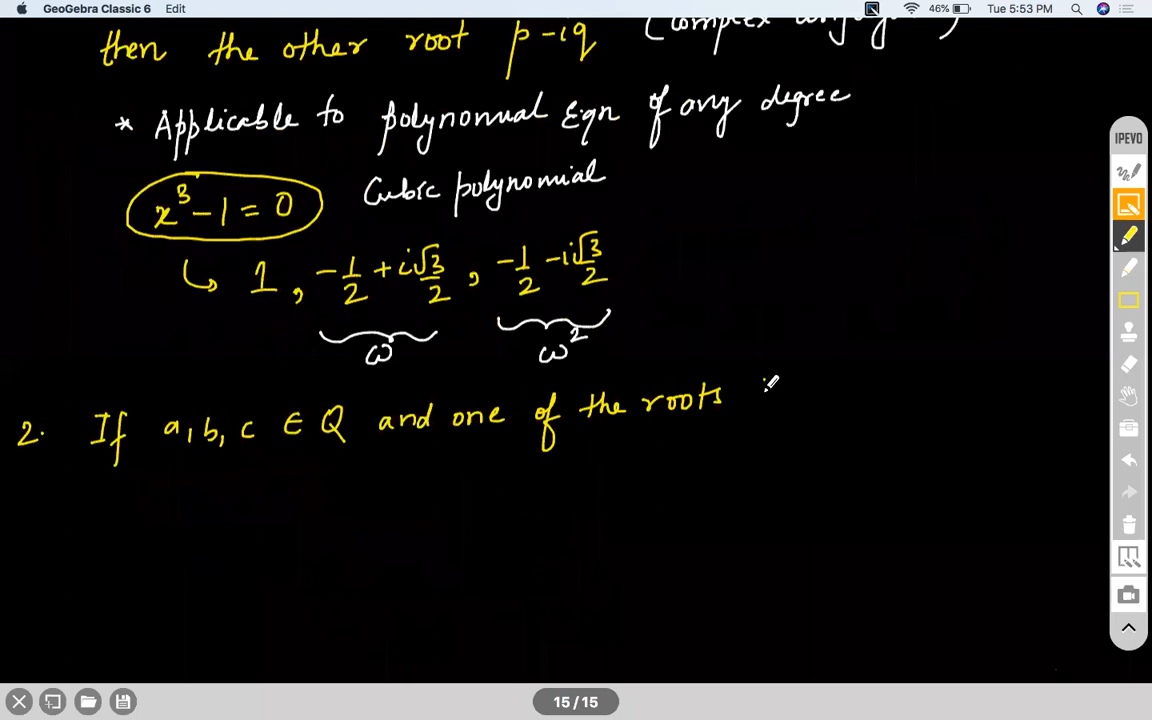 GeoGebra Classic 6 Edit 46% Tue 5:53 PM
then the other root p-iq
* Applicable to polynomial Eqn of any degree
IPEVO
x³-1=0 Cubic polynomial
↳ 1, -1/2 + i√3/2, -1/2 - i√3/2
ω ω²
2. If a, b, c ∈ Q and one of the roots
15/15